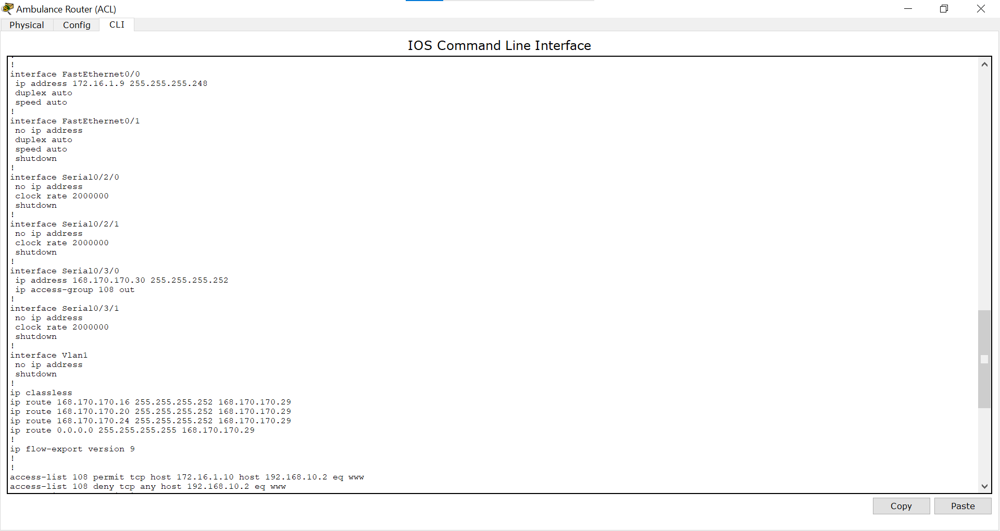 Ambulance Router (ACL)
Physical Config CLI
IOS Command Line Interface
!
interface FastEthernet0/0
 ip address 172.16.1.9 255.255.255.248
 duplex auto
 speed auto
!
interface FastEthernet0/1
 no ip address
 duplex auto
 speed auto
 shutdown
!
interface Serial0/2/0
 no ip address
 clock rate 2000000
 shutdown
!
interface Serial0/2/1
 no ip address
 clock rate 2000000
 shutdown
!
interface Serial0/3/0
 ip address 168.170.170.30 255.255.255.252
 ip access-group 108 out
!
interface Serial0/3/1
 no ip address
 clock rate 2000000
 shutdown
!
interface Vlan1
 no ip address
 shutdown
!
ip classless
ip route 168.170.170.16 255.255.255.252 168.170.170.29
ip route 168.170.170.20 255.255.255.252 168.170.170.29
ip route 168.170.170.24 255.255.255.252 168.170.170.29
ip route 0.0.0.0 255.255.255.255 168.170.170.29
!
ip flow-export version 9
!
!
access-list 108 permit tcp host 172.16.1.10 host 192.168.10.2 eq www
access-list 108 deny tcp any host 192.168.10.2 eq www
Copy Paste